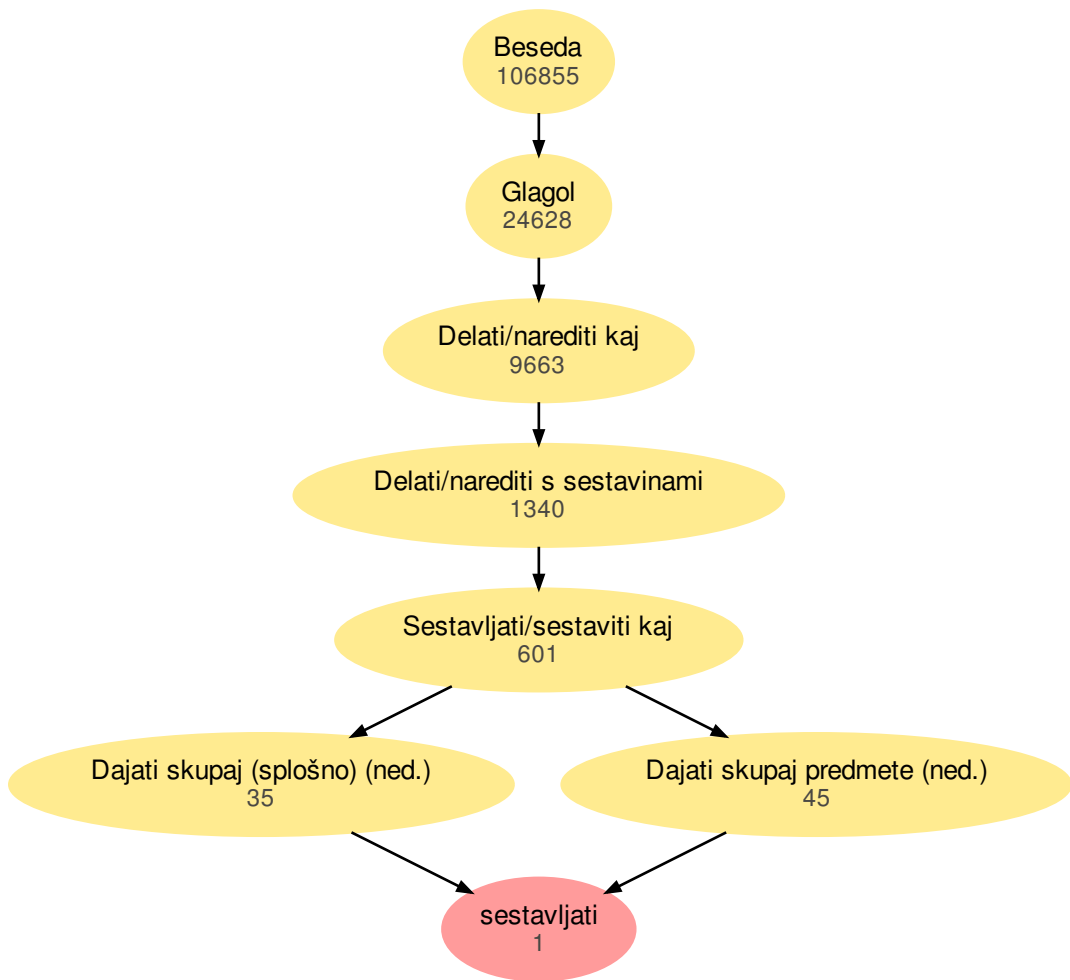 Beseda
106855
Glagol
24628
Delati/narediti kaj
9663
Delati/narediti s sestavinami
1340
Sestavljati/sestaviti kaj
601
Dajati skupaj (splošno) (ned.)
35
Dajati skupaj predmete (ned.)
45
sestavljati
1